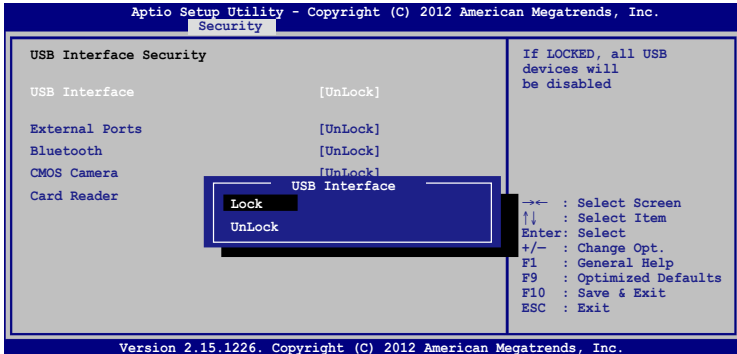 Aptio Setup Utility - Copyright (C) 2012 American Megatrends, Inc.
Security
USB Interface Security
USB Interface [UnLock]
External Ports [UnLock]
Bluetooth [UnLock]
CMOS Camera [UnLock]
Card Reader
USB Interface
Lock
UnLock
If LOCKED, all USB
devices will
be disabled
→← : Select Screen
↑↓ : Select Item
Enter: Select
+/— : Change Opt.
F1 : General Help
F9 : Optimized Defaults
F10 : Save & Exit
ESC : Exit
Version 2.15.1226. Copyright (C) 2012 American Megatrends, Inc.